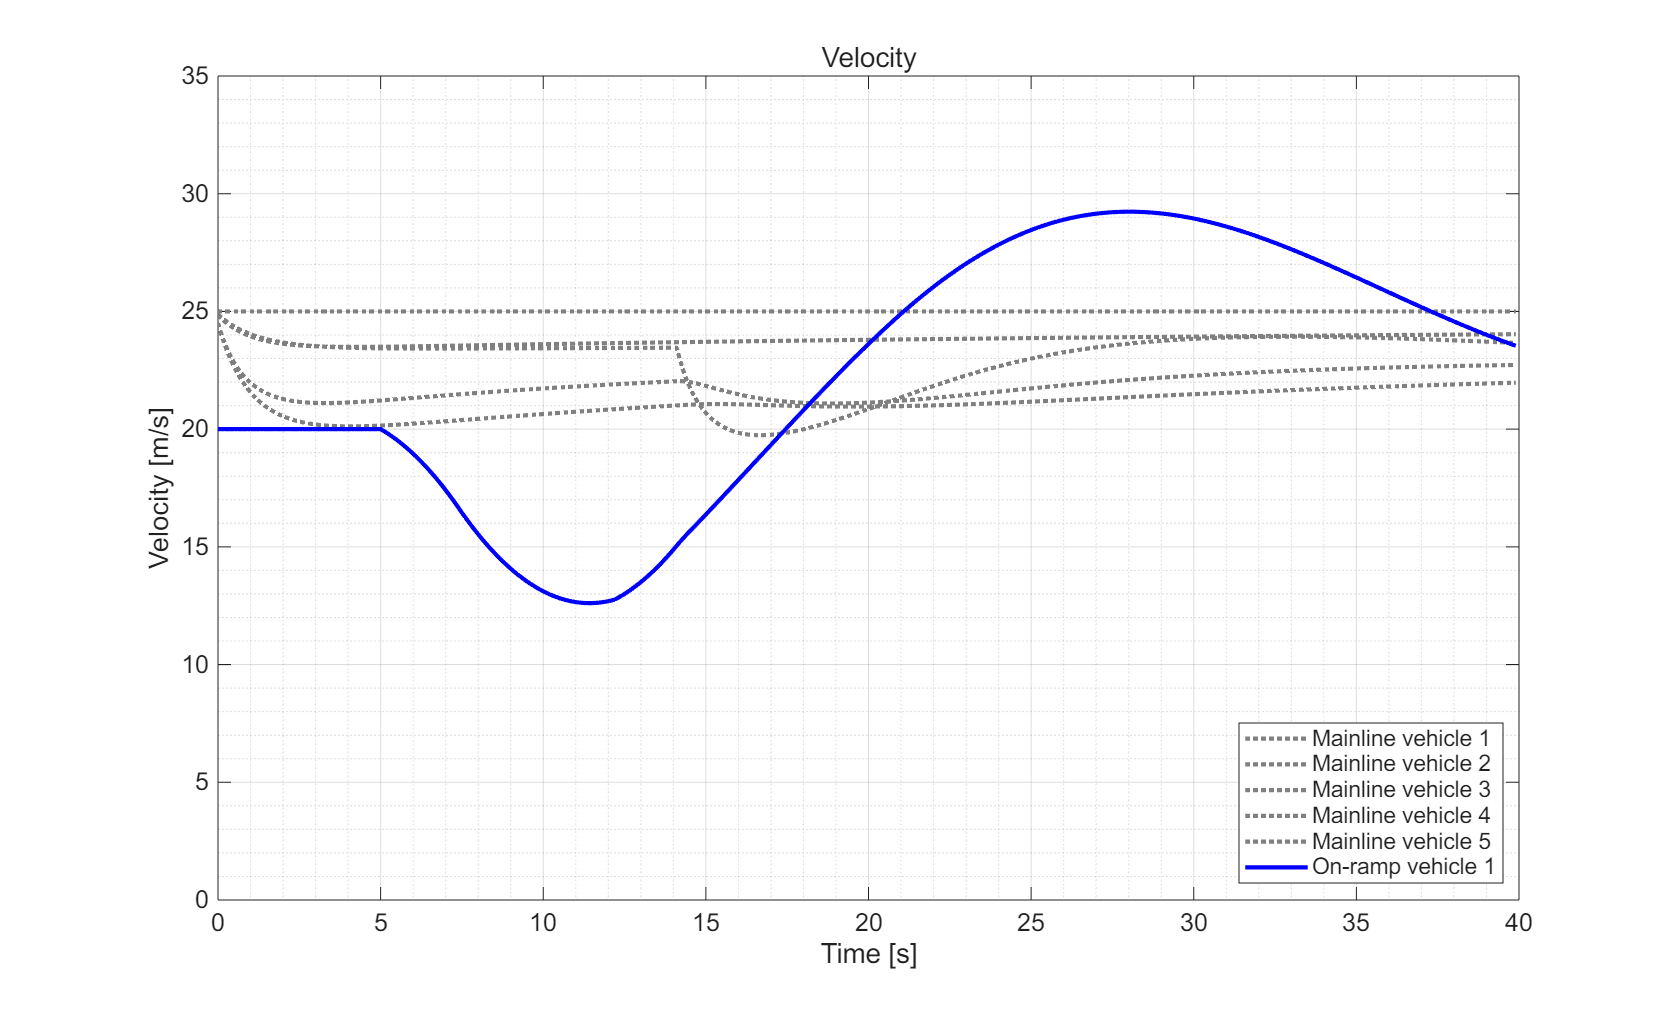 Velocity
35
30
25
20
15
10
5
0
Velocity [m/s]
0 5 10 15 20 25 30 35 40
Time [s]
Mainline vehicle 1
Mainline vehicle 2
Mainline vehicle 3
Mainline vehicle 4
Mainline vehicle 5
On-ramp vehicle 1